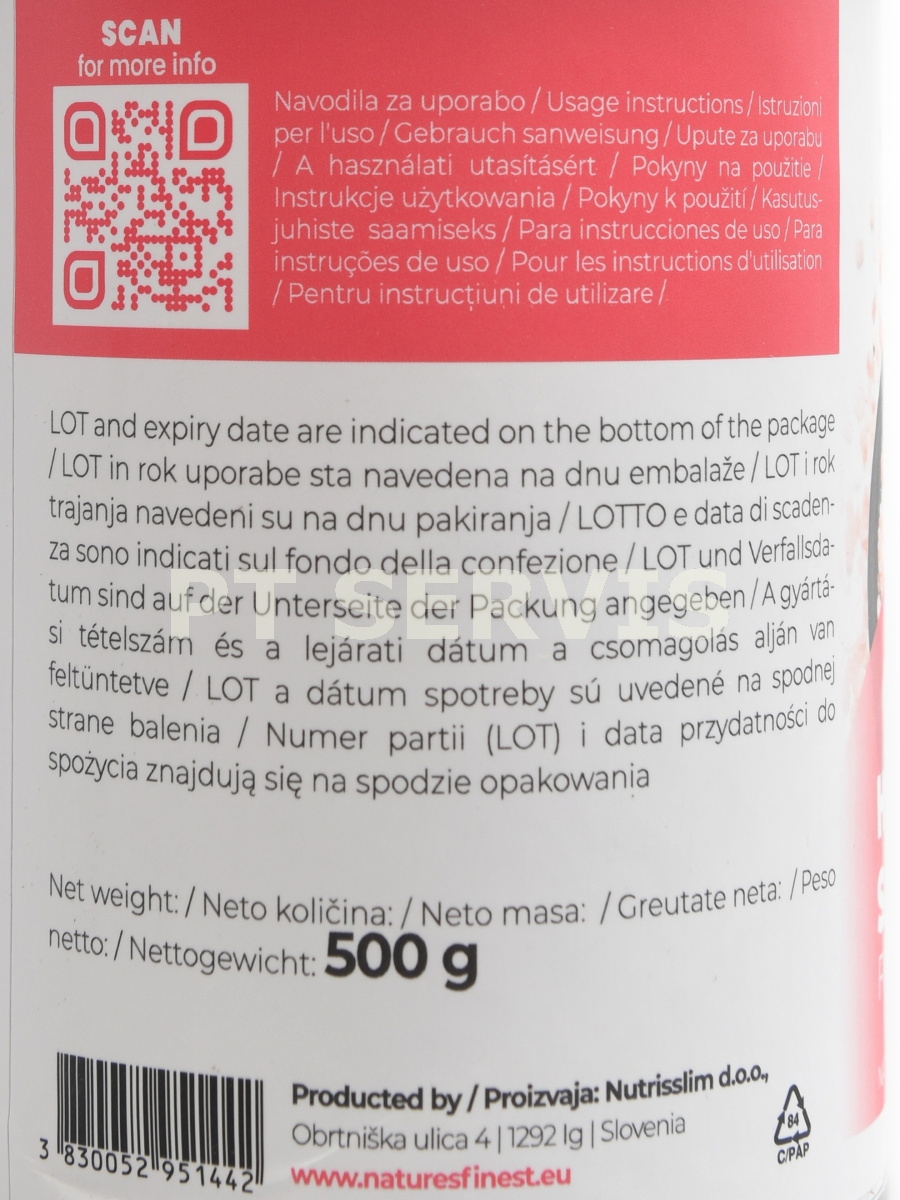 SCAN
for more info
Navodila za uporabo / Usage instructions / Istruzioni
per l'uso / Gebrauch sanweisung / Upute za uporabu
/ A használati utasításért / Pokyny na použitie /
Instrukcje użytkowania / Pokyny k použití / Kasutus-
juhiste saamiseks / Para instrucciones de uso / Para
instruções de uso / Pour les instructions d'utilisation
/ Pentru instrucțiuni de utilizare /
LOT and expiry date are indicated on the bottom of the package
/ LOT in rok uporabe sta navedena na dnu embalaže / LOT i rok
trajanja navedeni su na dnu pakiranja / LOTTO e data di scaden-
za sono indicati sul fondo della confezione / LOT und Verfallsda-
tum sind auf der Unterseite der Packung angegeben / A gyártá-
si tételszám és a lejárati dátum a csomagolás alján van
feltüntetve / LOT a dátum spotreby sú uvedené na spodnej
strane balenia / Numer partii (LOT) i data przydatności do
spożycia znajdują się na spodzie opakowania
PT SERVIS
Net weight: / Neto količina: / Neto masa: / Greutate neta: / Peso
netto: / Nettogewicht: 500 g
Producted by / Proizvaja: Nutrisslim d.o.o.,
Obrtniška ulica 4 | 1292 Ig | Slovenia
www.naturesfinest.eu
3 830052 951442
84
C/PAP